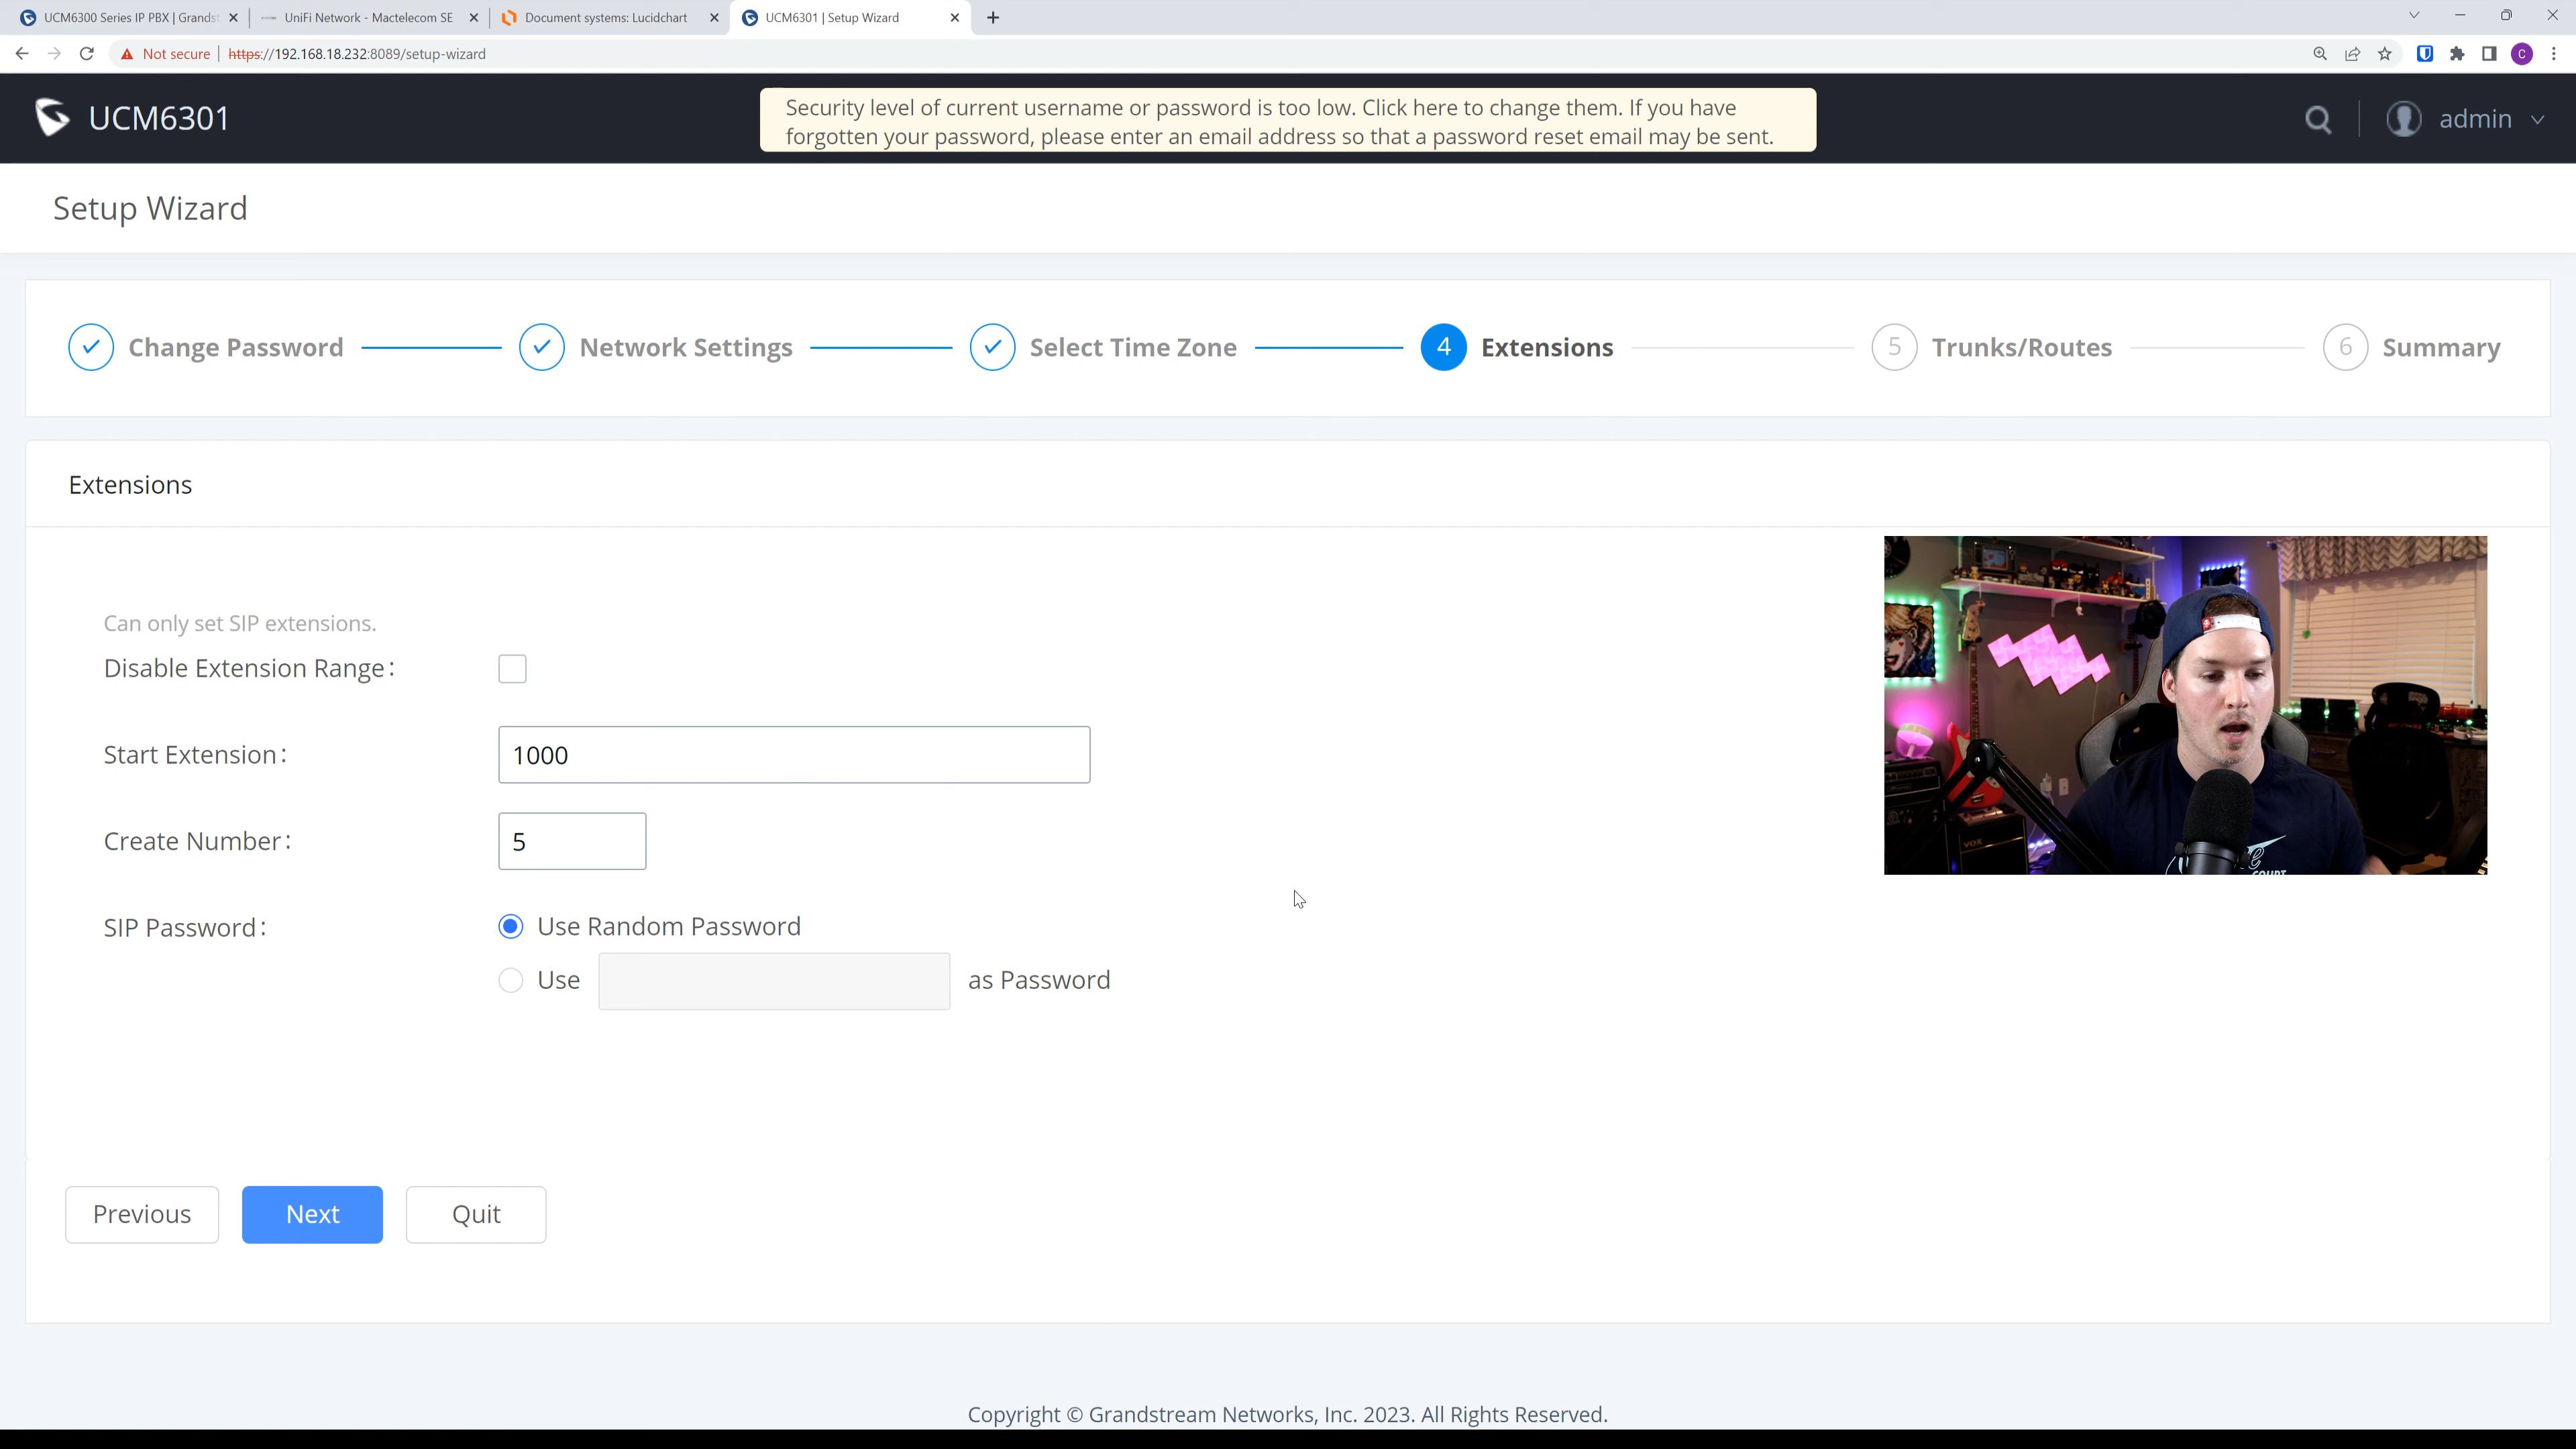 UCM6300 Series IP PBX | Grands
UniFi Network - Mactelecom SE
Document systems: Lucidchart
UCM6301 | Setup Wizard
Not secure
https://192.168.18.232:8089/setup-wizard
C
UCM6301
Security level of current username or password is too low. Click here to change them. If you have
forgotten your password, please enter an email address so that a password reset email may be sent.
admin
Setup Wizard
Change Password
Network Settings
Select Time Zone
4 Extensions
5 Trunks/Routes
6 Summary
Extensions
Can only set SIP extensions.
Disable Extension Range:
Start Extension: 1000
Create Number: 5
SIP Password: Use Random Password
Use as Password
VOX
COURT
Previous Next Quit
Copyright © Grandstream Networks, Inc. 2023. All Rights Reserved.